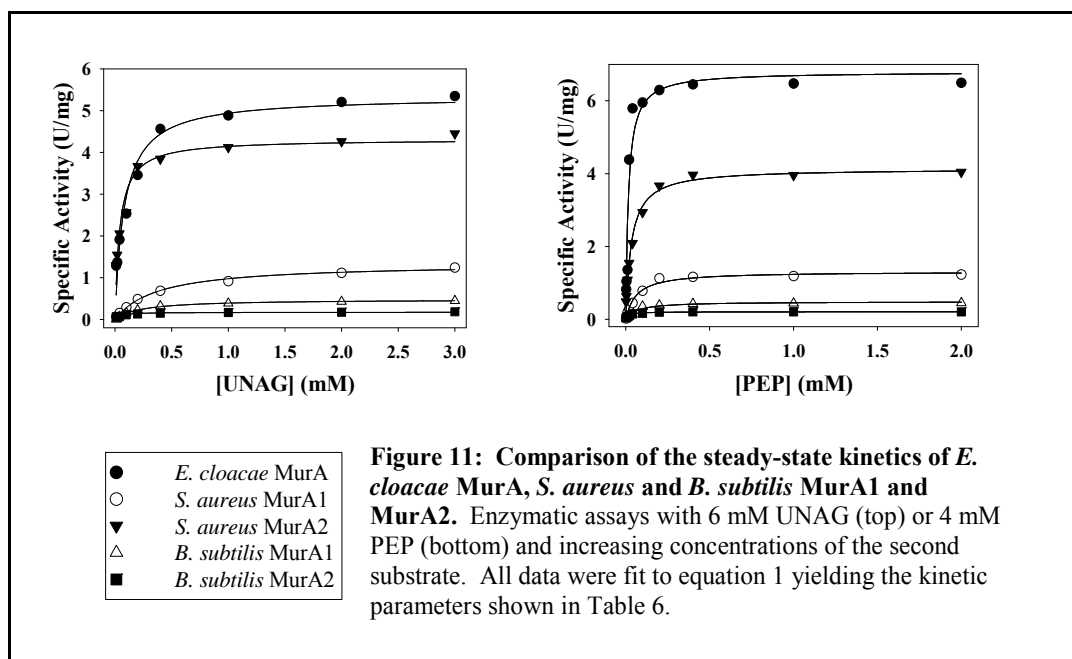 Specific Activity (U/mg)
6
5
4
3
2
1
0
0.0 0.5 1.0 1.5 2.0 2.5 3.0
[UNAG] (mM)
Specific Activity (U/mg)
6
4
2
0
0.0 0.5 1.0 1.5 2.0
[PEP] (mM)
E. cloacae MurA
S. aureus MurA1
S. aureus MurA2
B. subtilis MurA1
B. subtilis MurA2
Figure 11: Comparison of the steady-state kinetics of E.
cloacae MurA, S. aureus and B. subtilis MurA1 and
MurA2. Enzymatic assays with 6 mM UNAG (top) or 4 mM
PEP (bottom) and increasing concentrations of the second
substrate. All data were fit to equation 1 yielding the kinetic
parameters shown in Table 6.